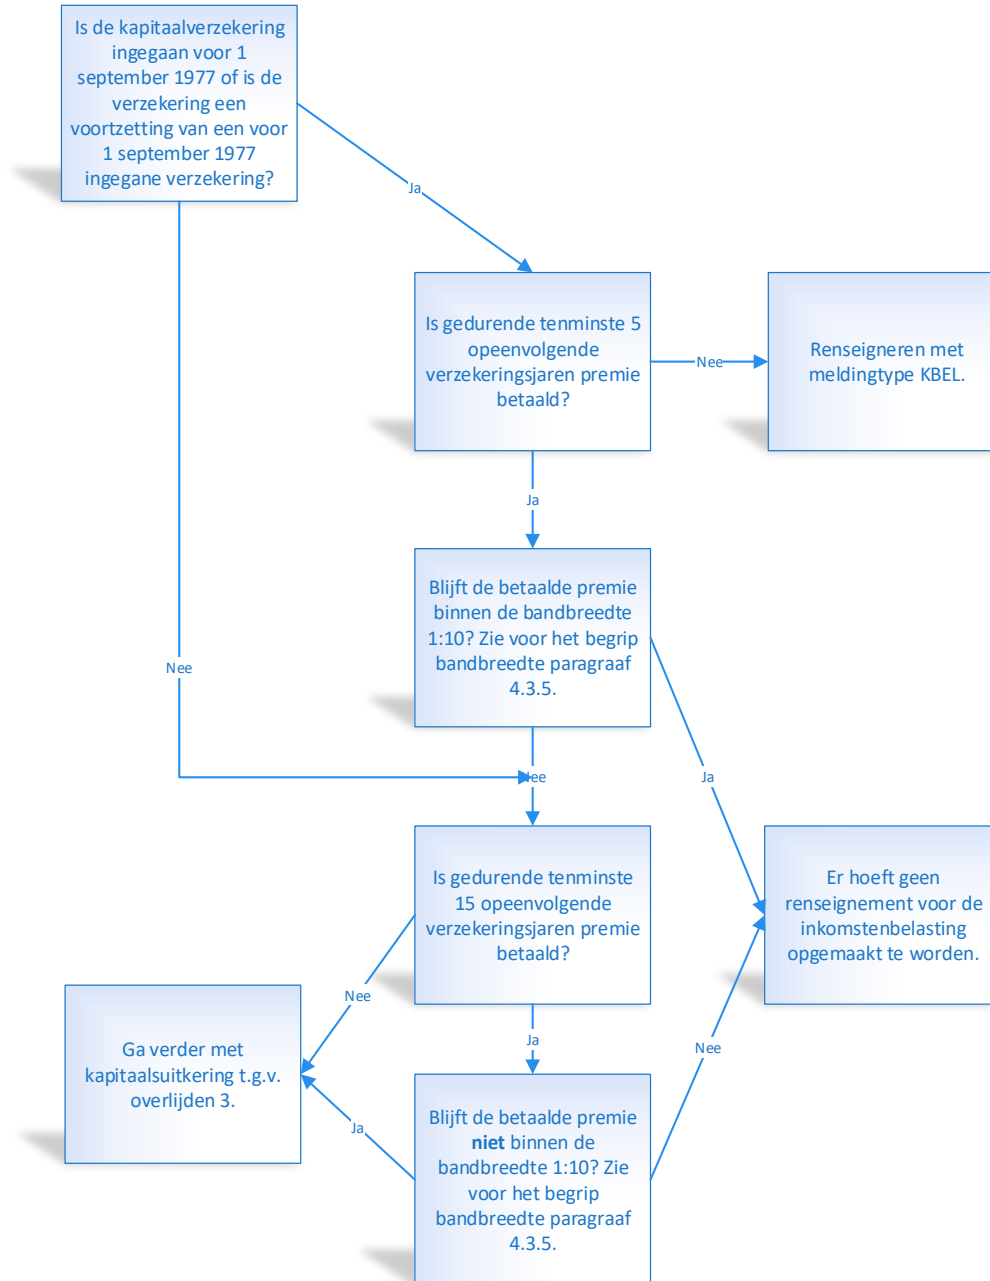 Is de kapitaalverzekering
ingegaan voor 1
september 1977 of is de
verzekering een
voortzetting van een voor
1 september 1977
ingegane verzekering?
Ja
Is gedurende tenminste 5
opeenvolgende
verzekeringsjaren premie
betaald?
Nee
Renseigneren met
meldingtype KBEL.
Ja
Blijft de betaalde premie
binnen de bandbreedte
1:10? Zie voor het begrip
bandbreedte paragraaf
4.3.5.
Nee
Nee
Ja
Is gedurende tenminste
15 opeenvolgende
verzekeringsjaren premie
betaald?
Er hoeft geen
renseignement voor de
inkomstenbelasting
opgemaakt te worden.
Nee
Ja
Nee
Ga verder met
kapitaalsuitkering t.g.v.
overlijden 3.
Ja
Blijft de betaalde premie
niet binnen de
bandbreedte 1:10? Zie
voor het begrip
bandbreedte paragraaf
4.3.5.